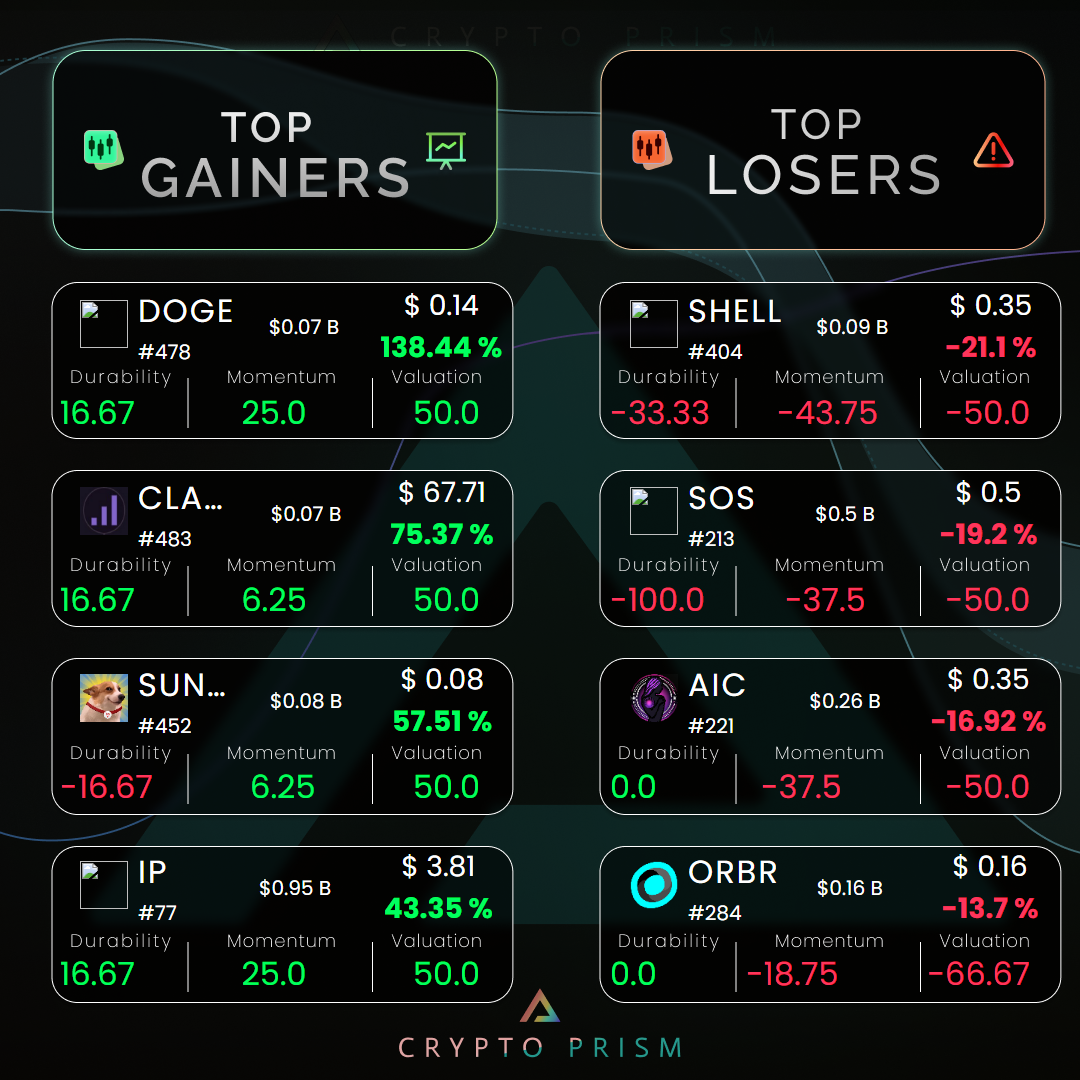 CRYPTO PRISM
TOP
GAINERS
TOP
LOSERS
DOGE
#478
$0.07 B
$ 0.14
138.44 %
Durability Momentum Valuation
16.67 25.0 50.0
CLA...
#483
$0.07 B
$ 67.71
75.37 %
Durability Momentum Valuation
16.67 6.25 50.0
SUN...
#452
$0.08 B
$ 0.08
57.51 %
Durability Momentum Valuation
-16.67 6.25 50.0
IP
#77
$0.95 B
$ 3.81
43.35 %
Durability Momentum Valuation
16.67 25.0 50.0
SHELL
#404
$0.09 B
$ 0.35
-21.1 %
Durability Momentum Valuation
-33.33 -43.75 -50.0
SOS
#213
$0.5 B
$ 0.5
-19.2 %
Durability Momentum Valuation
-100.0 -37.5 -50.0
AIC
#221
$0.26 B
$ 0.35
-16.92 %
Durability Momentum Valuation
0.0 -37.5 -50.0
ORBR
#284
$0.16 B
$ 0.16
-13.7 %
Durability Momentum Valuation
0.0 -18.75 -66.67
CRYPTO PRISM